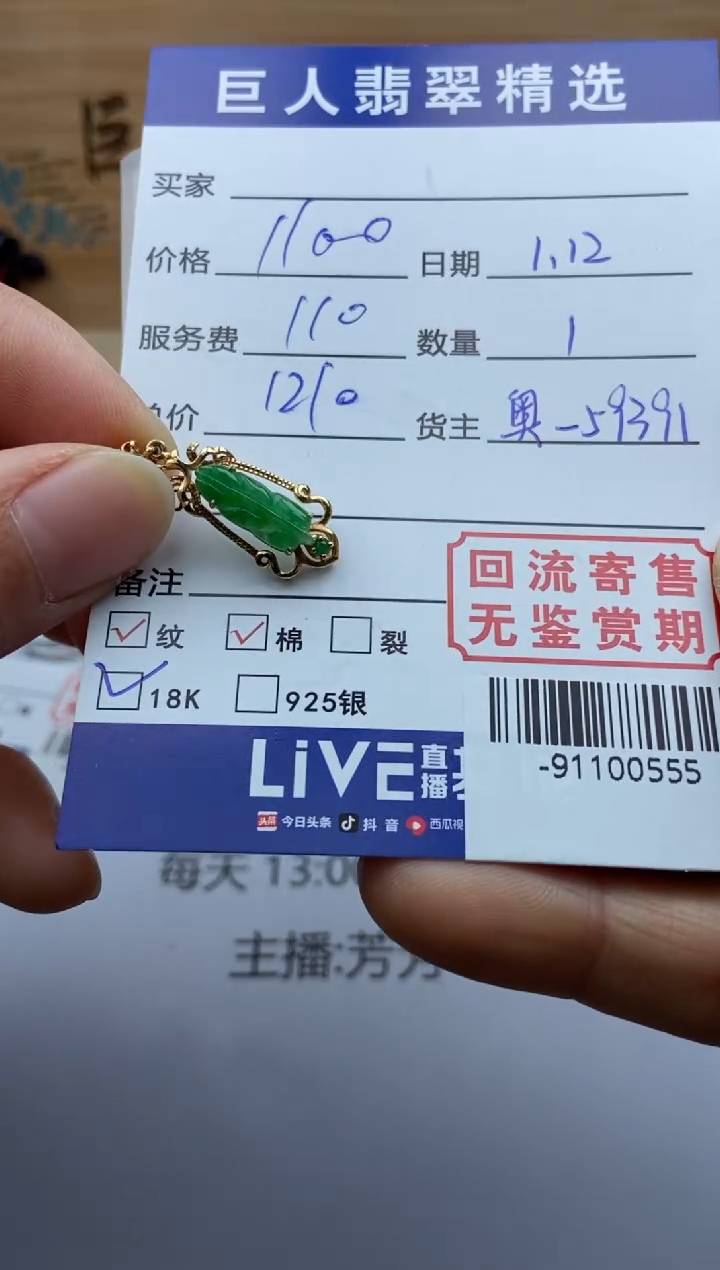 巨人翡翠精选
买家
价格 1100 日期 1.12
服务费 110 数量 1
价 1210 货主 奥-59391
备注
回流寄售
无鉴赏期
纹 棉 裂
18K 925银
-91100555
LiVE 直播
今日头条 抖音 西瓜视
每天 13:00
主播:芳芳